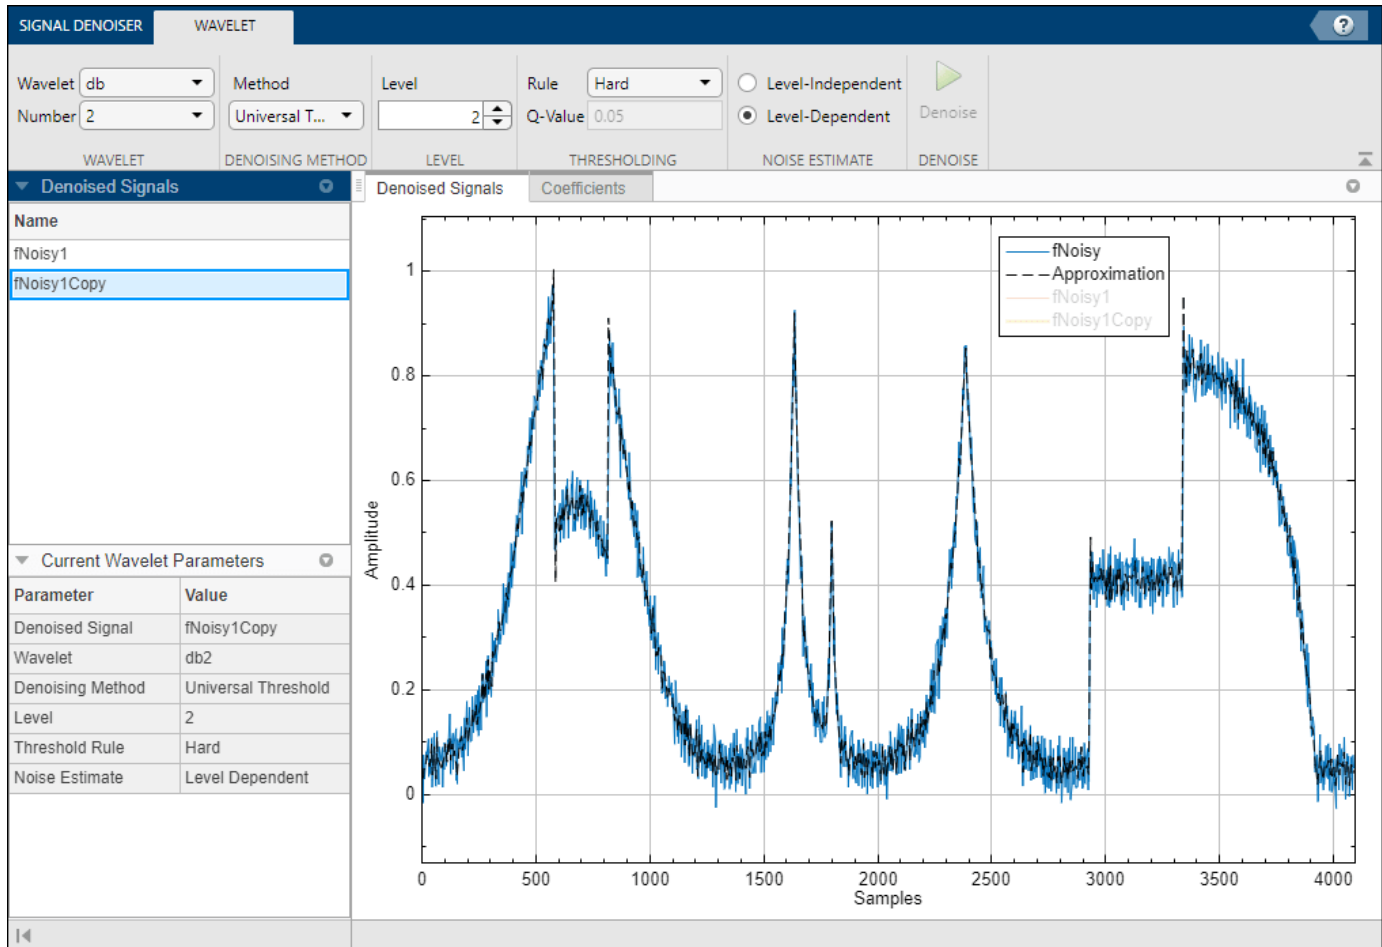 SIGNAL DENOISER WAVELET ?
Wavelet db Method Level Rule Hard Level-Independent
Number 2 Universal T... 2 Q-Value 0.05 Level-Dependent Denoise
WAVELET DENOISING METHOD LEVEL THRESHOLDING NOISE ESTIMATE DENOISE
Denoised Signals
Name
fNoisy1
fNoisy1Copy
Current Wavelet Parameters
Parameter Value
Denoised Signal fNoisy1Copy
Wavelet db2
Denoising Method Universal Threshold
Level 2
Threshold Rule Hard
Noise Estimate Level Dependent
Denoised Signals Coefficients
fNoisy
Approximation
fNoisy1
fNoisy1Copy
Amplitude
1
0.8
0.6
0.4
0.2
0
0 500 1000 1500 2000 2500 3000 3500 4000
Samples